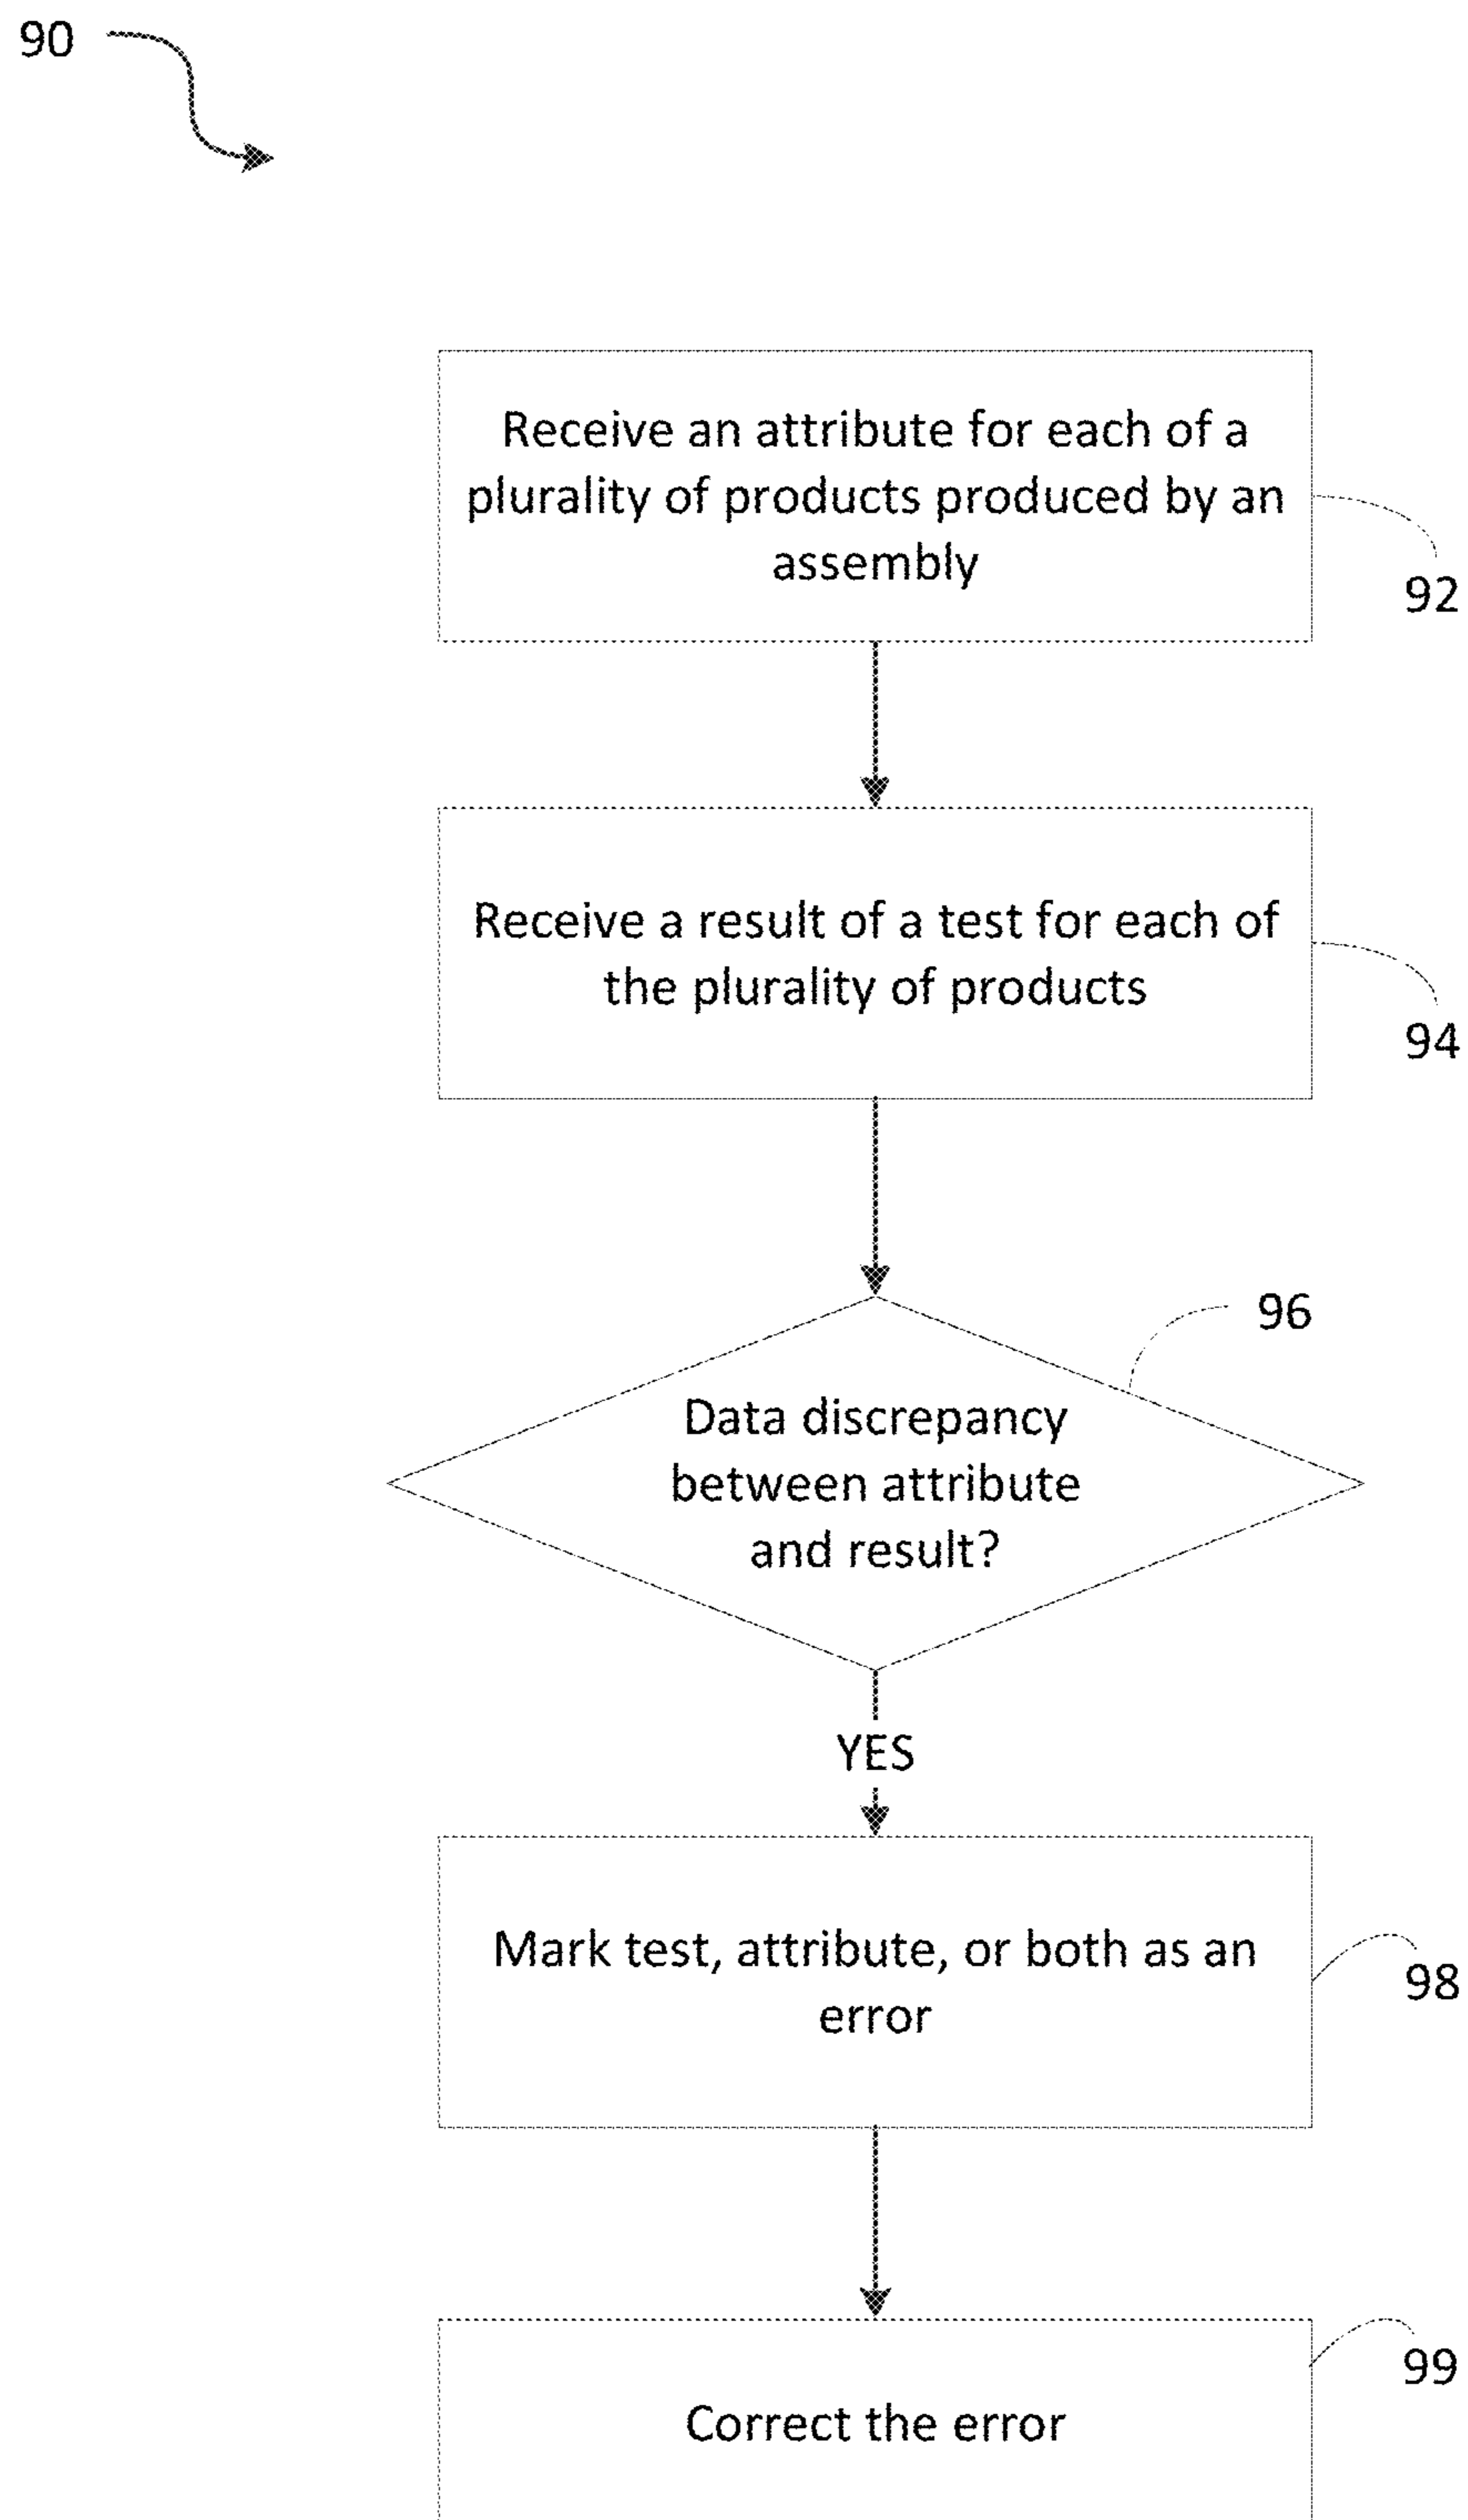 90
Receive an attribute for each of a
plurality of products produced by an
assembly
92
Receive a result of a test for each of
the plurality of products
94
96
Data discrepancy
between attribute
and result?
YES
Mark test, attribute, or both as an
error
98
99
Correct the error